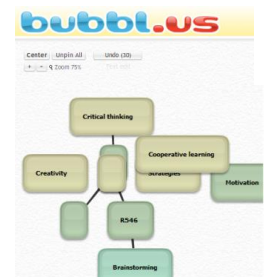 bubbl.us
Center Unpin All Undo (30)
+ - Zoom 75%
Critical thinking
Cooperative learning
Creativity
Strategies
Motivation
R546
Brainstorming